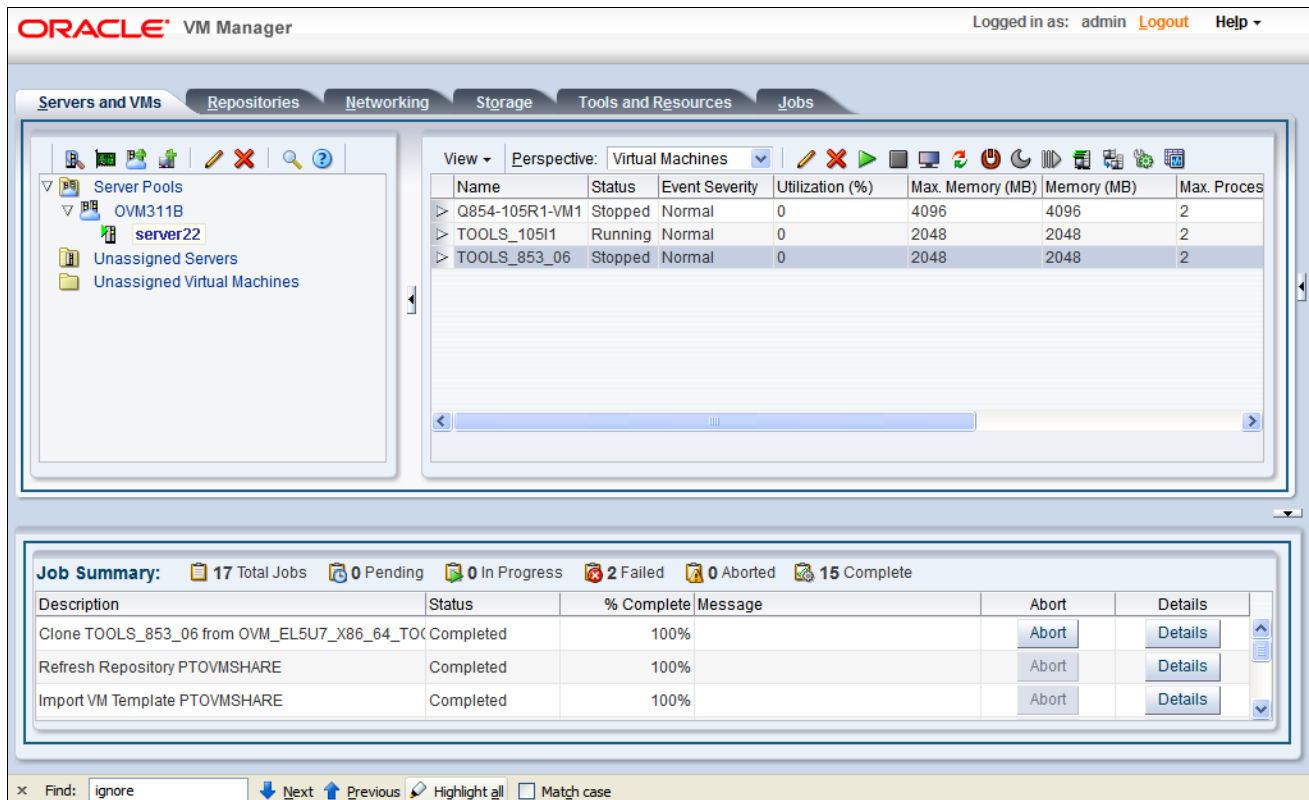 ORACLE VM Manager Logged in as: admin Logout Help
Servers and VMs Repositories Networking Storage Tools and Resources Jobs
View Perspective: Virtual Machines
Server Pools
OVM311B
server22
Unassigned Servers
Unassigned Virtual Machines
Name Status Event Severity Utilization (%) Max. Memory (MB) Memory (MB) Max. Proces
Q854-105R1-VM1 Stopped Normal 0 4096 4096 2
TOOLS_105I1 Running Normal 0 2048 2048 2
TOOLS_853_06 Stopped Normal 0 2048 2048 2
Job Summary: 17 Total Jobs 0 Pending 0 In Progress 2 Failed 0 Aborted 15 Complete
Description Status % Complete Message Abort Details
Clone TOOLS_853_06 from OVM_EL5U7_X86_64_TO Completed 100% Abort Details
Refresh Repository PTOVMSHARE Completed 100% Abort Details
Import VM Template PTOVMSHARE Completed 100% Abort Details
x Find: ignore Next Previous Highlight all Match case